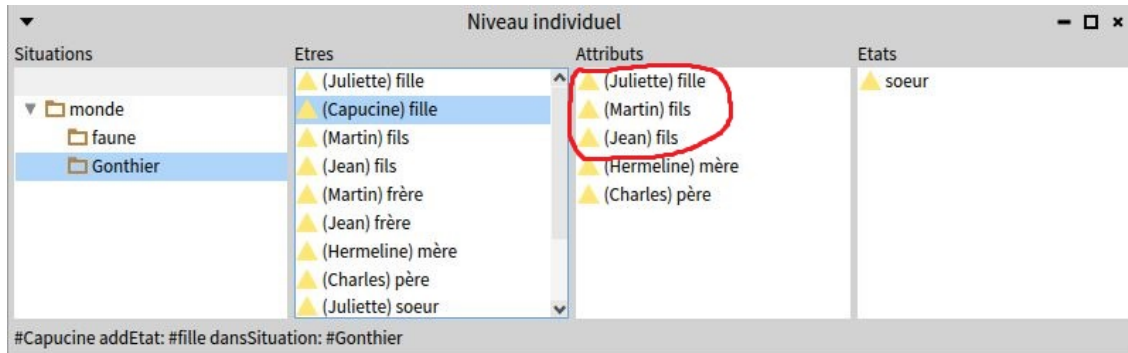 Niveau individuel
Situations
monde
faune
Gonthier
Etres
(Juliette) fille
(Capucine) fille
(Martin) fils
(Jean) fils
(Martin) frère
(Jean) frère
(Hermeline) mère
(Charles) père
(Juliette) soeur
Attributs
(Juliette) fille
(Martin) fils
(Jean) fils
(Hermeline) mère
(Charles) père
Etats
soeur
#Capucine addEtat: #fille dansSituation: #Gonthier